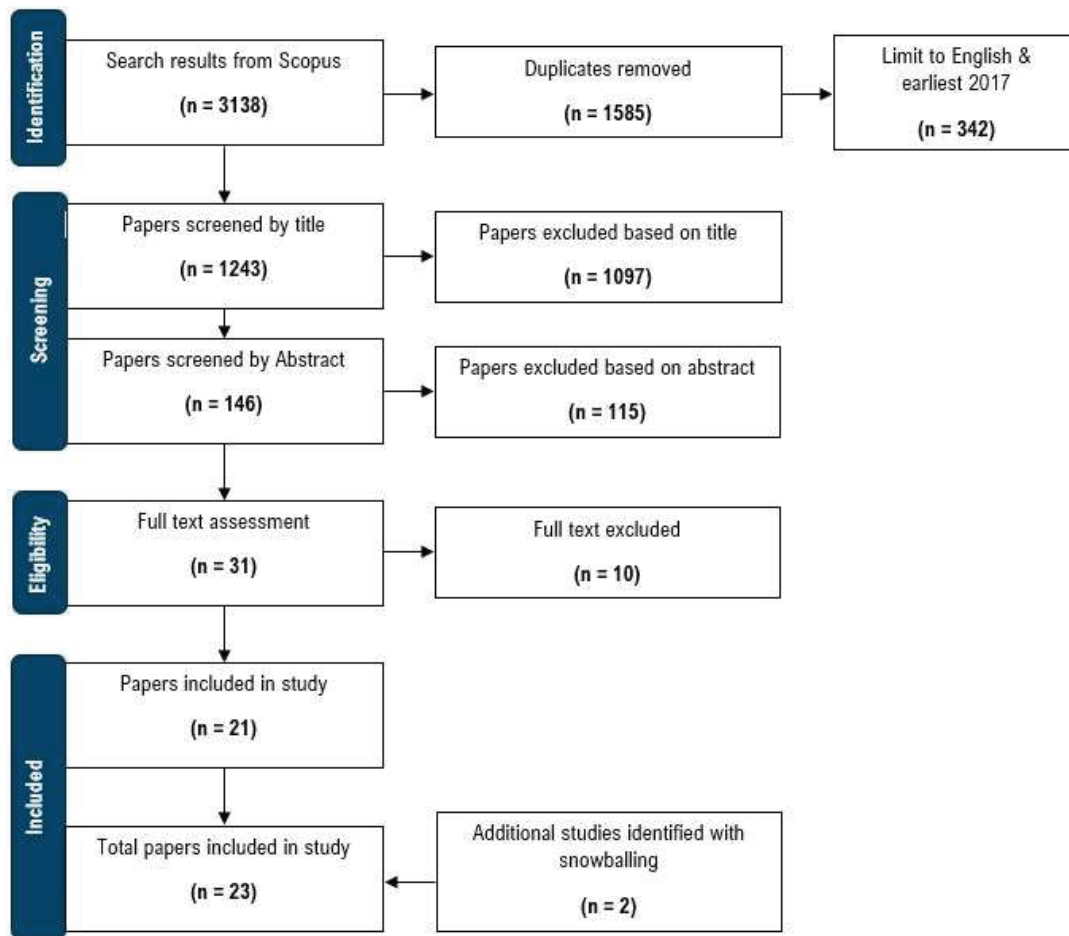 Identification
Search results from Scopus
(n = 3138)
Duplicates removed
(n = 1585)
Limit to English &
earliest 2017
(n = 342)
Screening
Papers screened by title
(n = 1243)
Papers excluded based on title
(n = 1097)
Papers screened by Abstract
(n = 146)
Papers excluded based on abstract
(n = 115)
Eligibility
Full text assessment
(n = 31)
Full text excluded
(n = 10)
Included
Papers included in study
(n = 21)
Total papers included in study
(n = 23)
Additional studies identified with
snowballing
(n = 2)